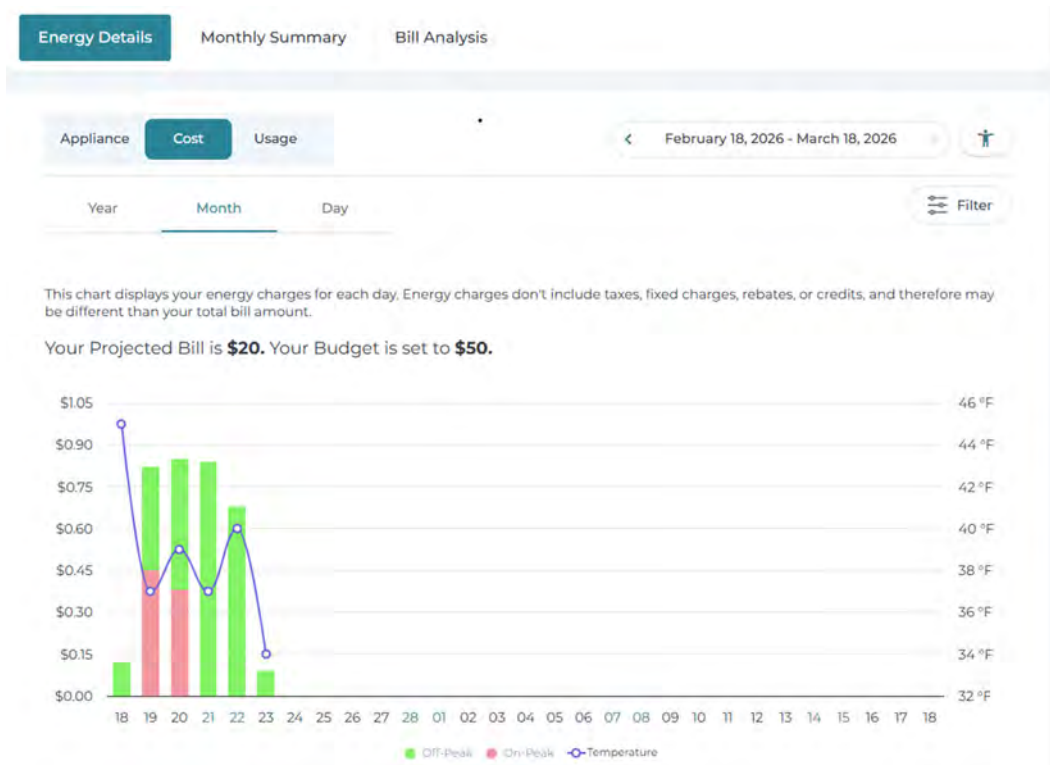 Energy Details Monthly Summary Bill Analysis
Appliance Cost Usage
February 18, 2026 - March 18, 2026
Year Month Day
Filter
This chart displays your energy charges for each day. Energy charges don't include taxes, fixed charges, rebates, or credits, and therefore may
be different than your total bill amount.
Your Projected Bill is $20. Your Budget is set to $50.
$1.05 46 °F
$0.90 44 °F
$0.75 42 °F
$0.60 40 °F
$0.45 38 °F
$0.30 36 °F
$0.15 34 °F
$0.00 32 °F
18 19 20 21 22 23 24 25 26 27 28 01 02 03 04 05 06 07 08 09 10 11 12 13 14 15 16 17 18
Off-Peak On-Peak Temperature